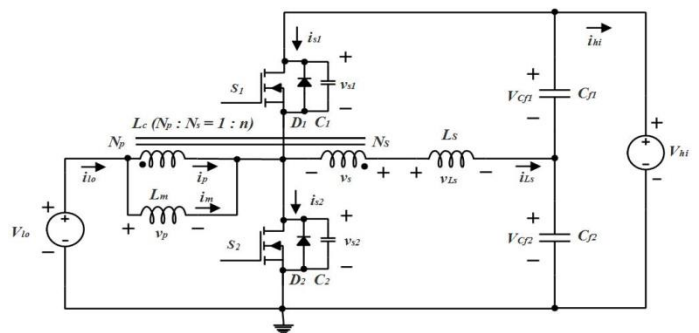 i_s1
i_hi
+
S_1
v_s1
−
D_1 C_1
+
V_Cf1
−
C_f1
L_c (N_p : N_s = 1 : n)
N_p
N_S
L_S
i_lo
i_p
L_m
i_m
+ v_p −
− v_s +
+ v_Ls −
i_Ls
+
V_hi
−
+
V_lo
−
i_s2
+
S_2
v_s2
−
D_2 C_2
+
V_Cf2
−
C_f2